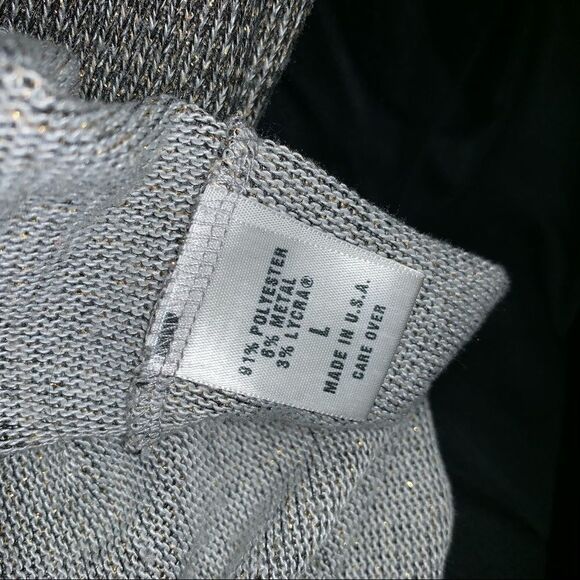 91% POLYESTER
6% METAL
3% LYCRA®
L
MADE IN U.S.A.
CARE OVER